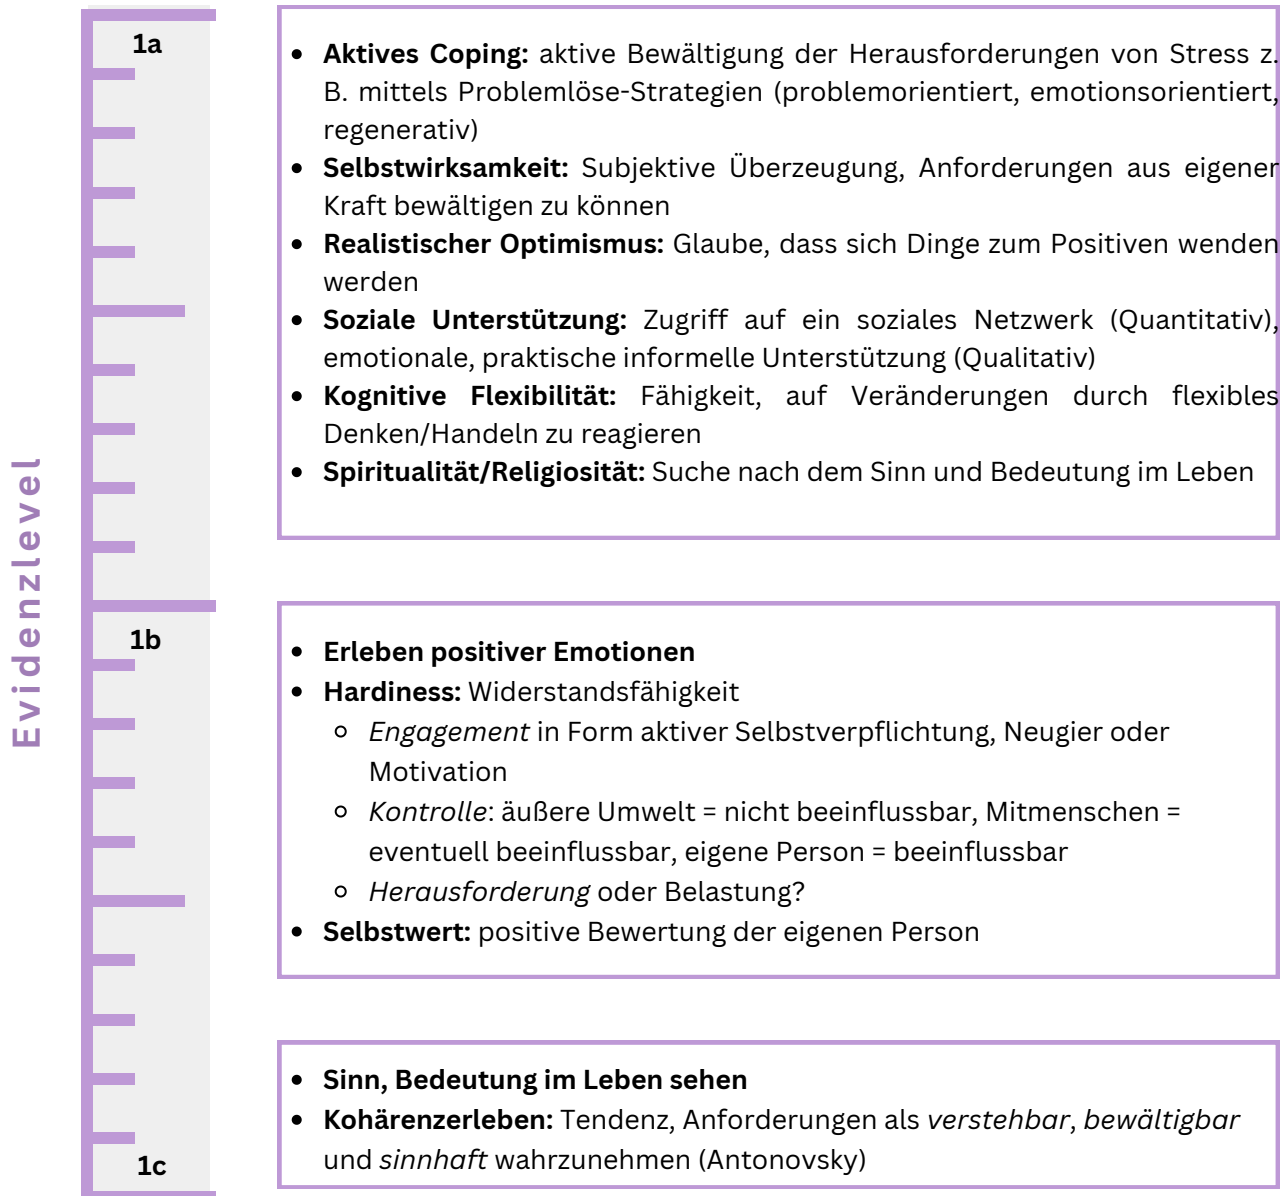 Evidenzlevel
1a
Aktives Coping: aktive Bewältigung der Herausforderungen von Stress z.
B. mittels Problemlöse-Strategien (problemorientiert, emotionsorientiert,
regenerativ)
Selbstwirksamkeit: Subjektive Überzeugung, Anforderungen aus eigener
Kraft bewältigen zu können
Realistischer Optimismus: Glaube, dass sich Dinge zum Positiven wenden
werden
Soziale Unterstützung: Zugriff auf ein soziales Netzwerk (Quantitativ),
emotionale, praktische informelle Unterstützung (Qualitativ)
Kognitive Flexibilität: Fähigkeit, auf Veränderungen durch flexibles
Denken/Handeln zu reagieren
Spiritualität/Religiosität: Suche nach dem Sinn und Bedeutung im Leben
1b
Erleben positiver Emotionen
Hardiness: Widerstandsfähigkeit
Engagement in Form aktiver Selbstverpflichtung, Neugier oder
Motivation
Kontrolle: äußere Umwelt = nicht beeinflussbar, Mitmenschen =
eventuell beeinflussbar, eigene Person = beeinflussbar
Herausforderung oder Belastung?
Selbstwert: positive Bewertung der eigenen Person
1c
Sinn, Bedeutung im Leben sehen
Kohärenzerleben: Tendenz, Anforderungen als verstehbar, bewältigbar
und sinnhaft wahrzunehmen (Antonovsky)